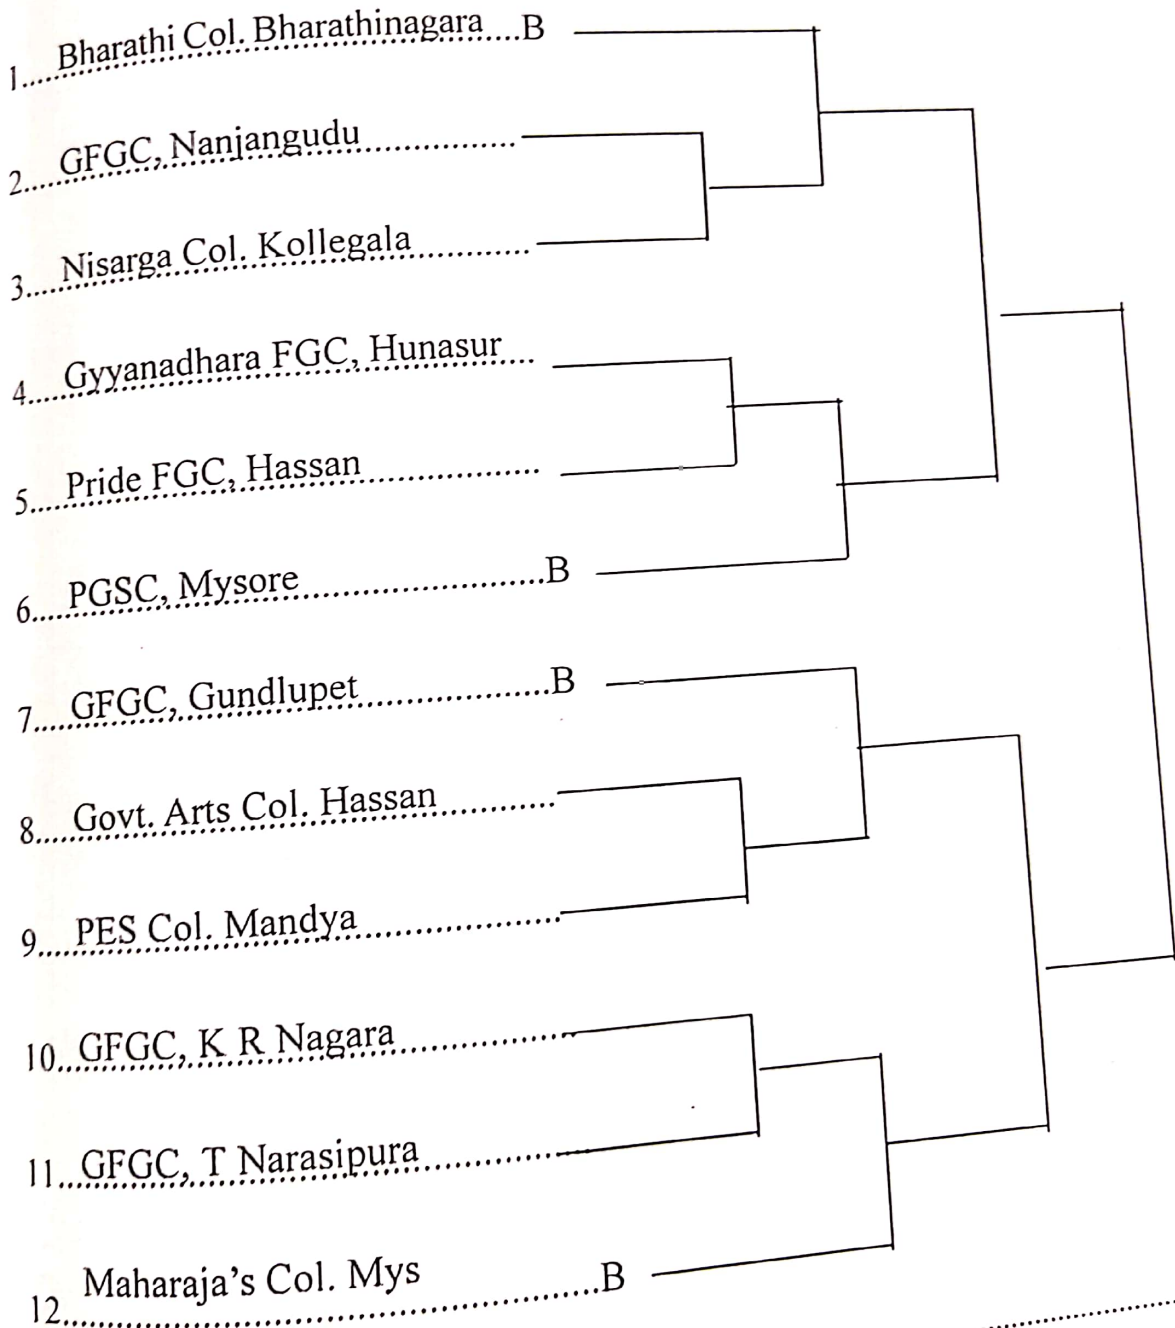 1.....Bharathi Col. Bharathinagara....B
2.....GFGC, Nanjangudu................
3.....Nisarga Col. Kollegala............
4.....Gyyanadhara FGC, Hunasur...
5.....Pride FGC, Hassan..................
6.....PGSC, Mysore........................B
7.....GFGC, Gundlupet...................B
8.....Govt. Arts Col. Hassan...........
9.....PES Col. Mandya....................
10..GFGC, K R Nagara.................
11..GFGC, T Narasipura...............
12..Maharaja's Col. Mys...............B